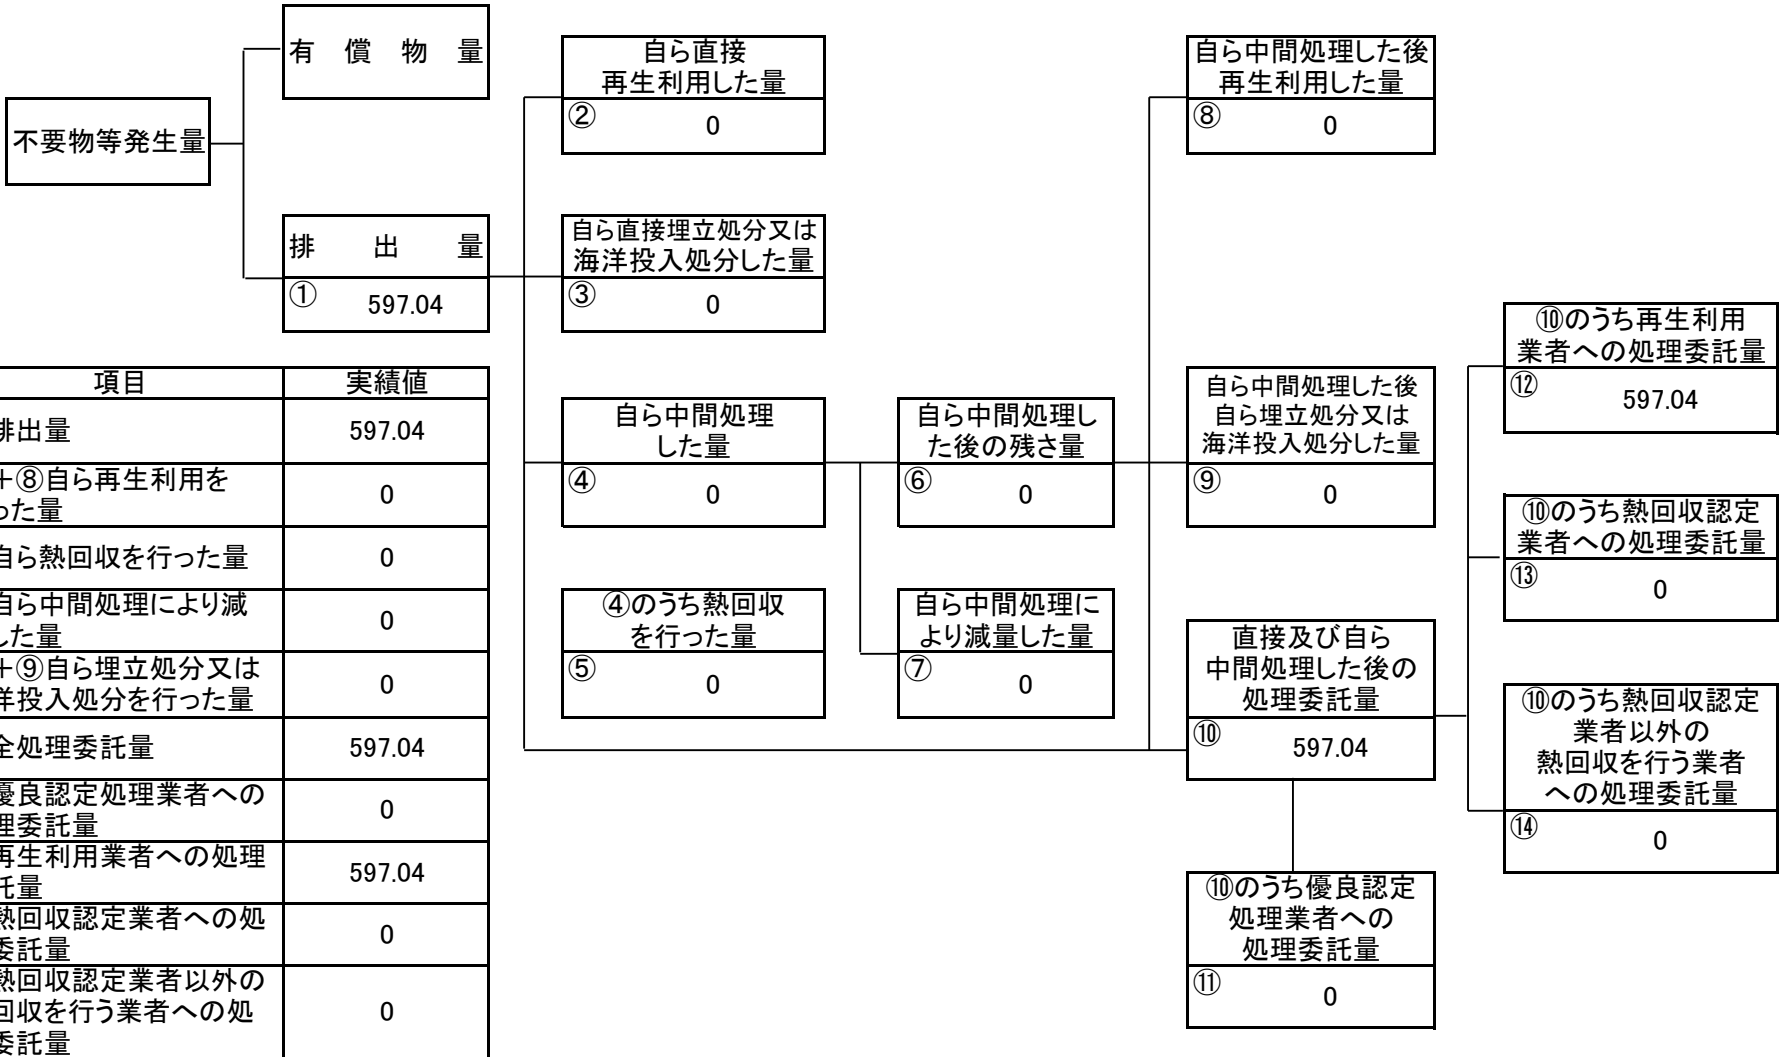 不要物等発生量
有償物量
排出量
① 597.04
自ら直接
再生利用した量
② 0
自ら直接埋立処分又は
海洋投入処分した量
③ 0
自ら中間処理
した量
④ 0
④のうち熱回収
を行った量
⑤ 0
自ら中間処理し
た後の残さ量
⑥ 0
自ら中間処理に
より減量した量
⑦ 0
自ら中間処理した後
再生利用した量
⑧ 0
自ら中間処理した後
自ら埋立処分又は
海洋投入処分した量
⑨ 0
直接及び自ら
中間処理した後の
処理委託量
⑩ 597.04
⑩のうち優良認定
処理業者への
処理委託量
⑪ 0
⑩のうち再生利用
業者への処理委託量
⑫ 597.04
⑩のうち熱回収認定
業者への処理委託量
⑬ 0
⑩のうち熱回収認定
業者以外の
熱回収を行う業者
への処理委託量
⑭ 0
項目 実績値
排出量 597.04
+⑧自ら再生利用を
った量 0
自ら熱回収を行った量 0
自ら中間処理により減
した量 0
+⑨自ら埋立処分又は
洋投入処分を行った量 0
全処理委託量 597.04
優良認定処理業者への
理委託量 0
再生利用業者への処理
託量 597.04
熱回収認定業者への処
委託量 0
熱回収認定業者以外の
回収を行う業者への処
委託量 0